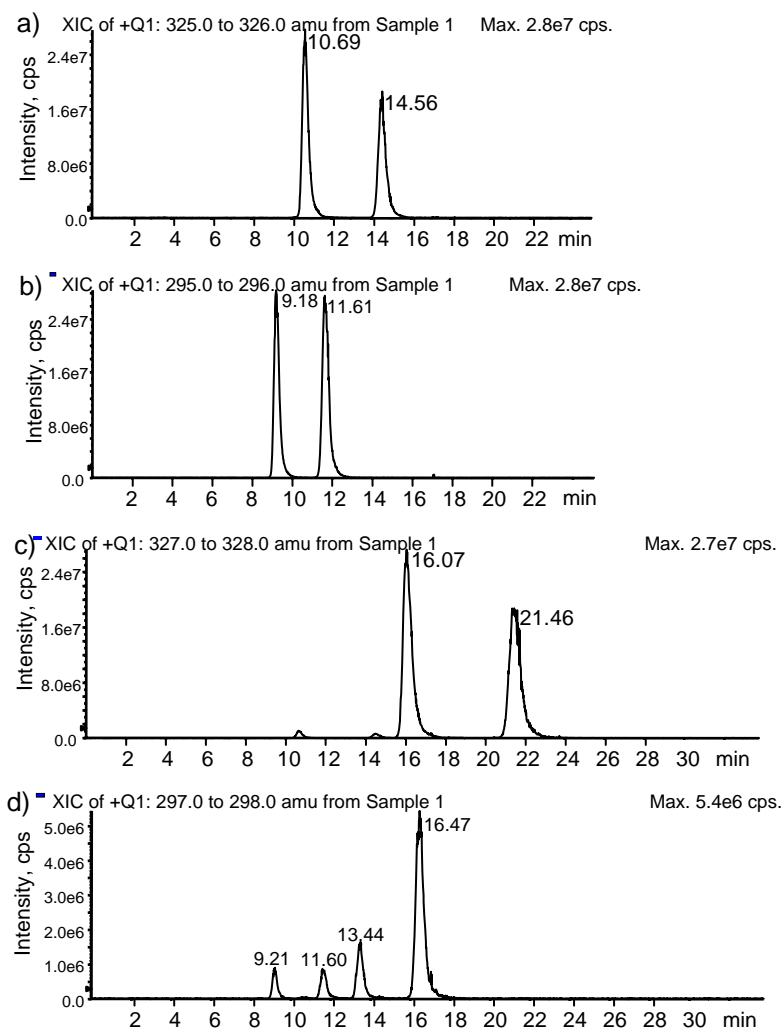 a) XIC of +Q1: 325.0 to 326.0 amu from Sample 1 Max. 2.8e7 cps.
10.69
2.4e7
14.56
1.6e7
8.0e6
0.0
Intensity, cps
2 4 6 8 10 12 14 16 18 20 22 min
b) XIC of +Q1: 295.0 to 296.0 amu from Sample 1 Max. 2.8e7 cps.
9.18 11.61
2.4e7
1.6e7
8.0e6
0.0
Intensity, cps
2 4 6 8 10 12 14 16 18 20 22 min
c) XIC of +Q1: 327.0 to 328.0 amu from Sample 1 Max. 2.7e7 cps.
16.07
2.4e7
21.46
1.6e7
8.0e6
0.0
Intensity, cps
2 4 6 8 10 12 14 16 18 20 22 24 26 28 30 min
d) XIC of +Q1: 297.0 to 298.0 amu from Sample 1 Max. 5.4e6 cps.
5.0e6 16.47
4.0e6
3.0e6
2.0e6
13.44
9.21 11.60
1.0e6
0.0
Intensity, cps
2 4 6 8 10 12 14 16 18 20 22 24 26 28 30 min